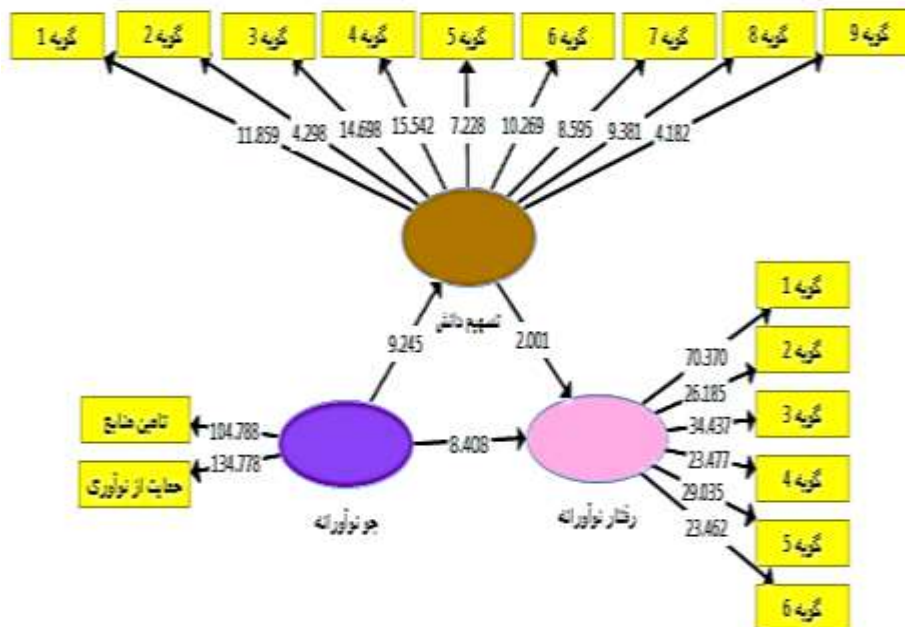 گویه 1
گویه 2
گویه 3
گویه 4
گویه 5
گویه 6
گویه 7
گویه 8
گویه 9
11.859
4.298
14.698
15.542
7.228
10.269
8.595
9.381
4.182
تسهیم دانش
9.245
2.001
تامین منابع
حمایت از نوآوری
104.788
134.778
جو نوآورانه
8.408
رفتار نوآورانه
70.370
26.185
34.437
23.477
29.035
23.462
گویه 1
گویه 2
گویه 3
گویه 4
گویه 5
گویه 6